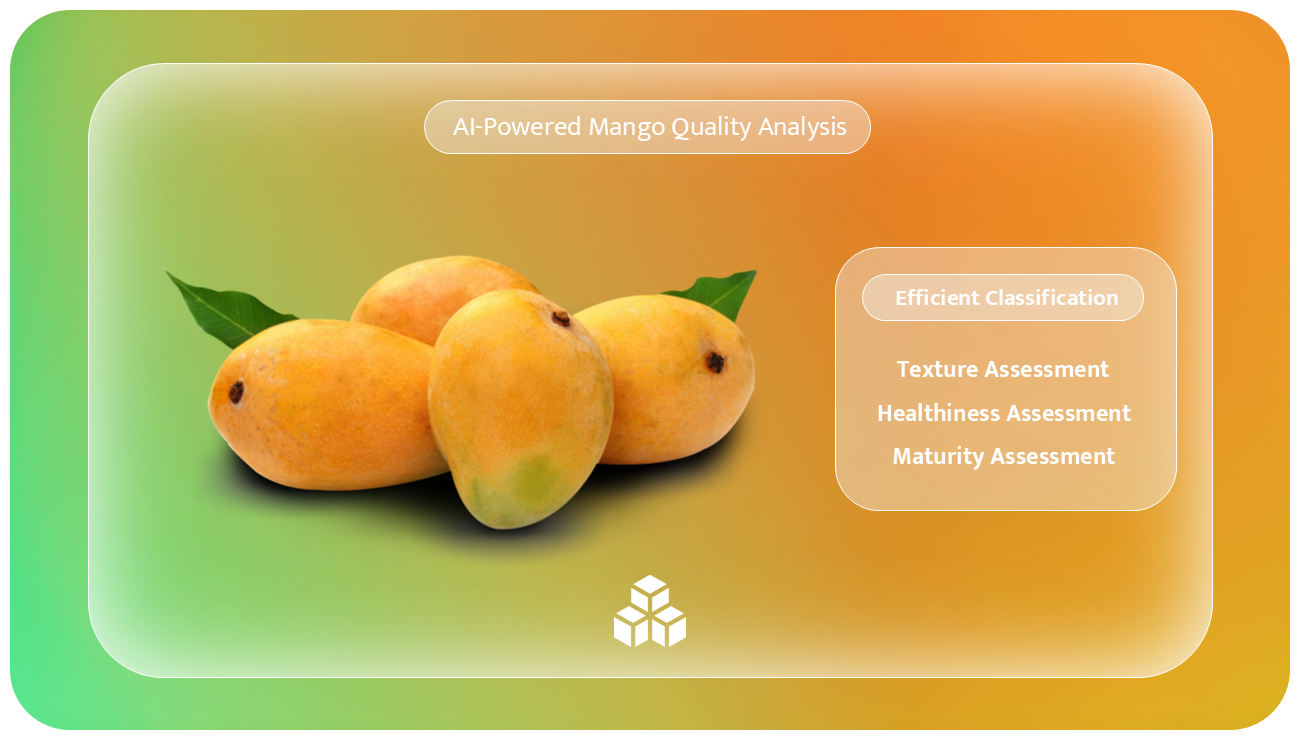 AI-Powered Mango Quality Analysis
Efficient Classification
Texture Assessment
Healthiness Assessment
Maturity Assessment